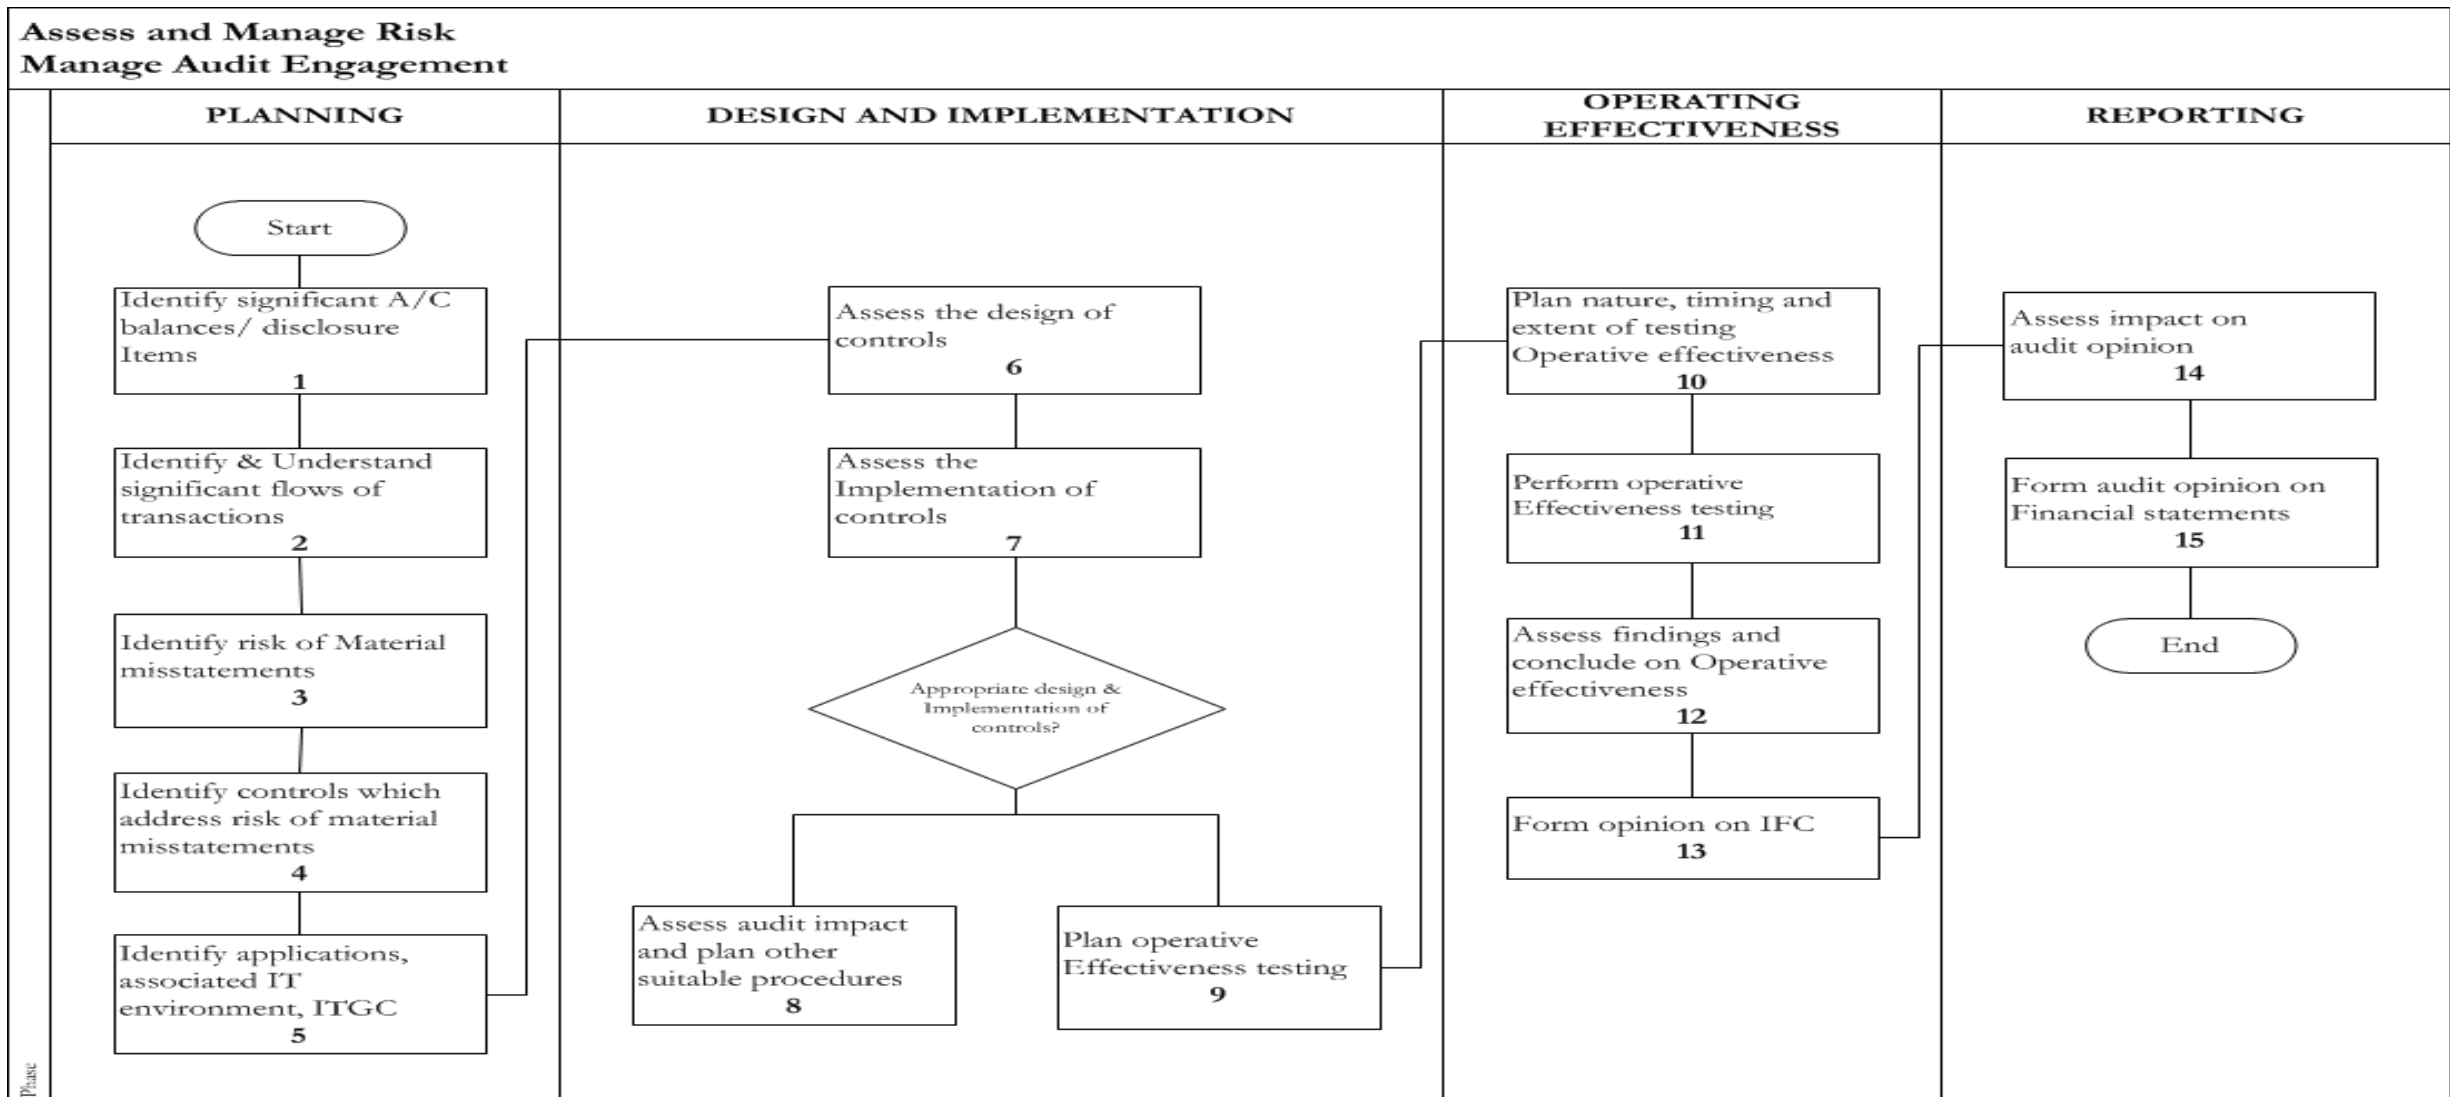 Assess and Manage Risk
Manage Audit Engagement
PLANNING
DESIGN AND IMPLEMENTATION
OPERATING
EFFECTIVENESS
REPORTING
Start
Identify significant A/C
balances/ disclosure
Items
1
Identify & Understand
significant flows of
transactions
2
Identify risk of Material
misstatements
3
Identify controls which
address risk of material
misstatements
4
Identify applications,
associated IT
environment, ITGC
5
Assess the design of
controls
6
Assess the
Implementation of
controls
7
Appropriate design &
Implementation of
controls?
Assess audit impact
and plan other
suitable procedures
8
Plan operative
Effectiveness testing
9
Plan nature, timing and
extent of testing
Operative effectiveness
10
Perform operative
Effectiveness testing
11
Assess findings and
conclude on Operative
effectiveness
12
Form opinion on IFC
13
Assess impact on
audit opinion
14
Form audit opinion on
Financial statements
15
End
Phase